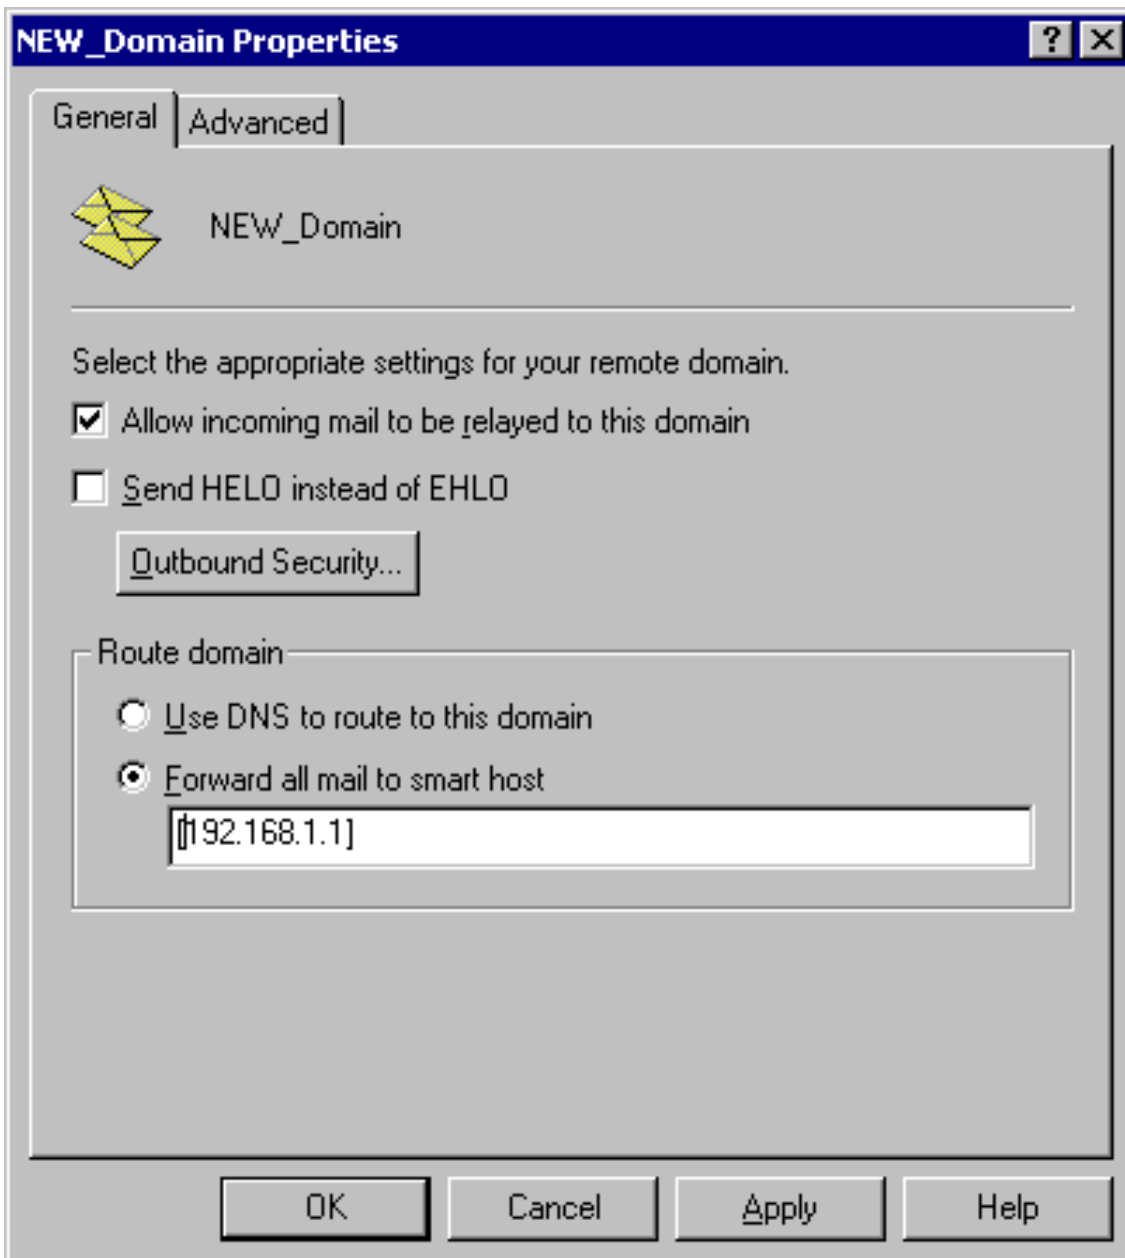 NEW_Domain Properties
General
Advanced
NEW_Domain
Select the appropriate settings for your remote domain.
Allow incoming mail to be relayed to this domain
Send HELO instead of EHLO
Outbound Security...
Route domain
Use DNS to route to this domain
Forward all mail to smart host
[192.168.1.1]
OK
Cancel
Apply
Help